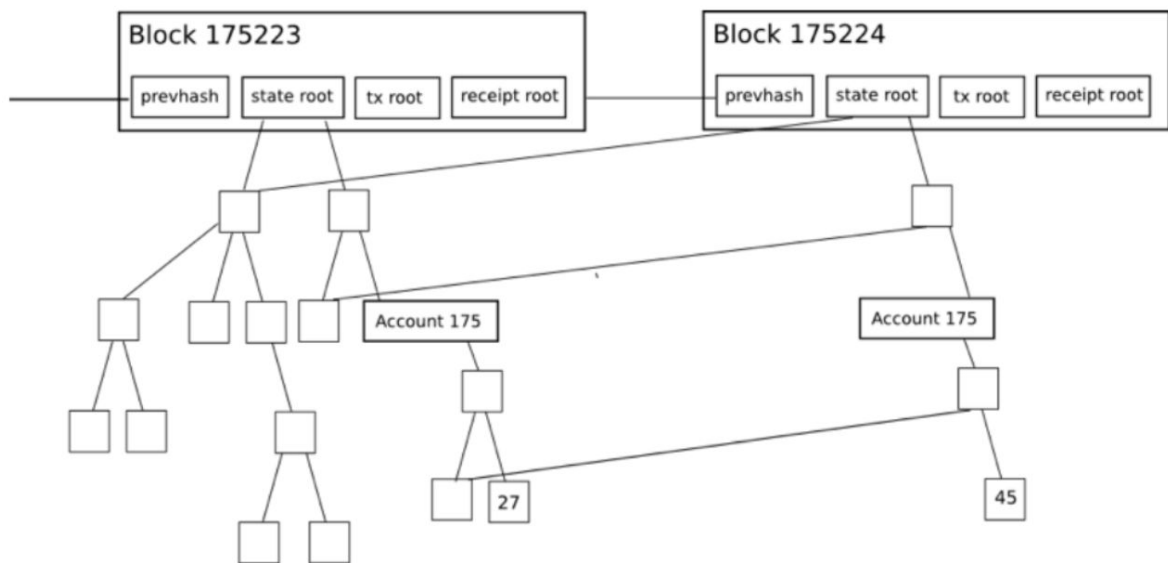 Block 175223
prevhash
state root
tx root
receipt root
Block 175224
prevhash
state root
tx root
receipt root
Account 175
27
Account 175
45